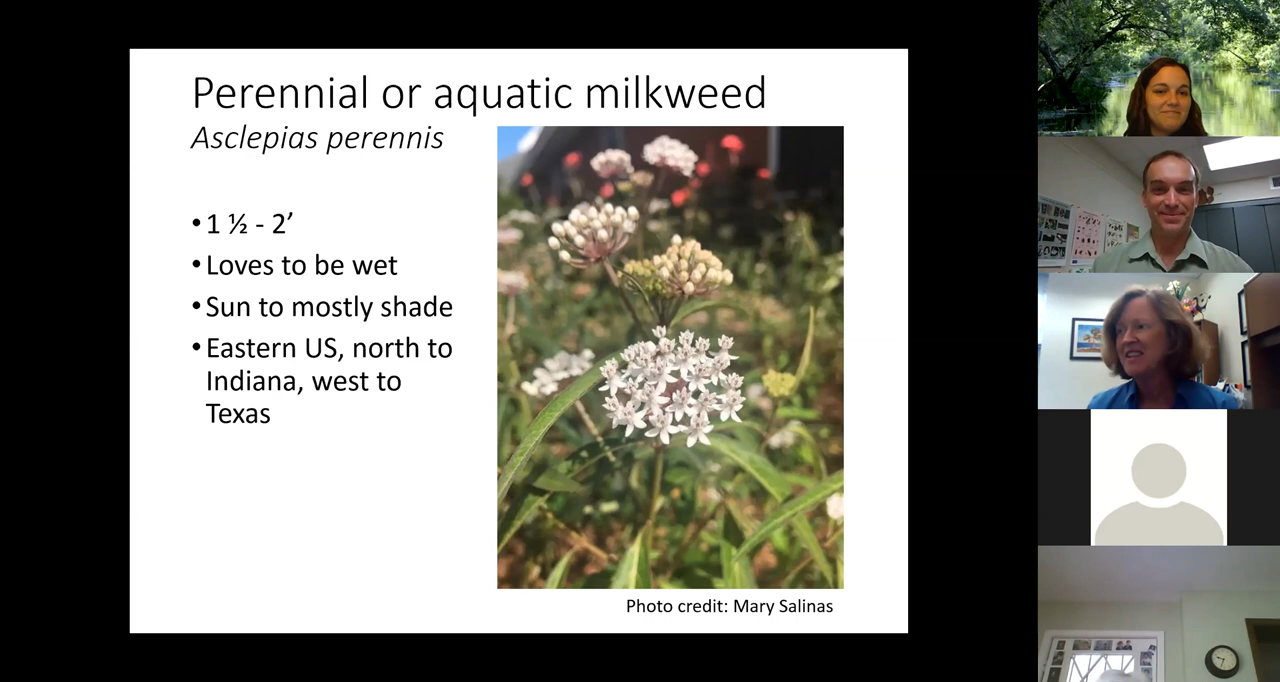 Perennial or aquatic milkweed
Asclepias perennis
•1 ½ - 2’
•Loves to be wet
•Sun to mostly shade
•Eastern US, north to
Indiana, west to
Texas
Photo credit: Mary Salinas